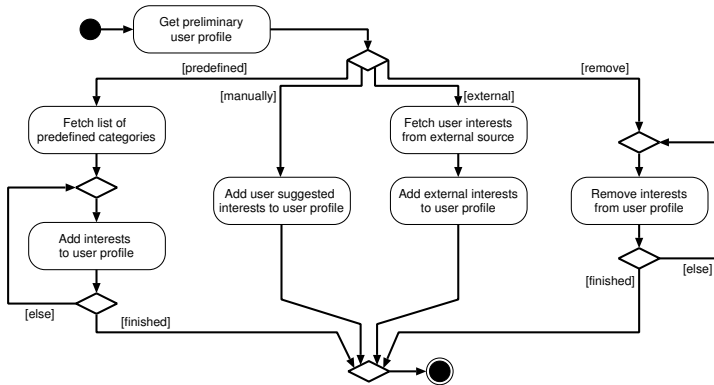 Get preliminary
user profile
[predefined]
[manually]
[external]
[remove]
Fetch list of
predefined categories
Fetch user interests
from external source
Add user suggested
interests to user profile
Add external interests
to user profile
Remove interests
from user profile
Add interests
to user profile
[else]
[finished]
[finished]
[else]